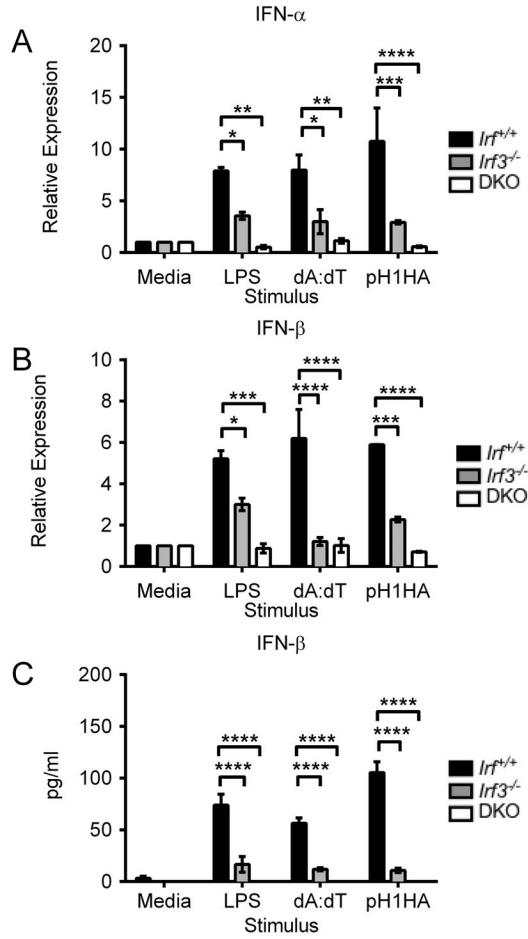 IFN-α
A
Relative Expression
20
15
10
5
0
** ** ****
* * ***
Irf+/+
Irf3-/-
DKO
Media LPS dA:dT pH1HA
Stimulus
IFN-β
B
Relative Expression
10
8
6
4
2
0
*** **** ****
* **** ***
Irf+/+
Irf3-/-
DKO
Media LPS dA:dT pH1HA
Stimulus
IFN-β
C
pg/ml
200
150
100
50
0
**** **** ****
**** **** ****
Irf+/+
Irf3-/-
DKO
Media LPS dA:dT pH1HA
Stimulus